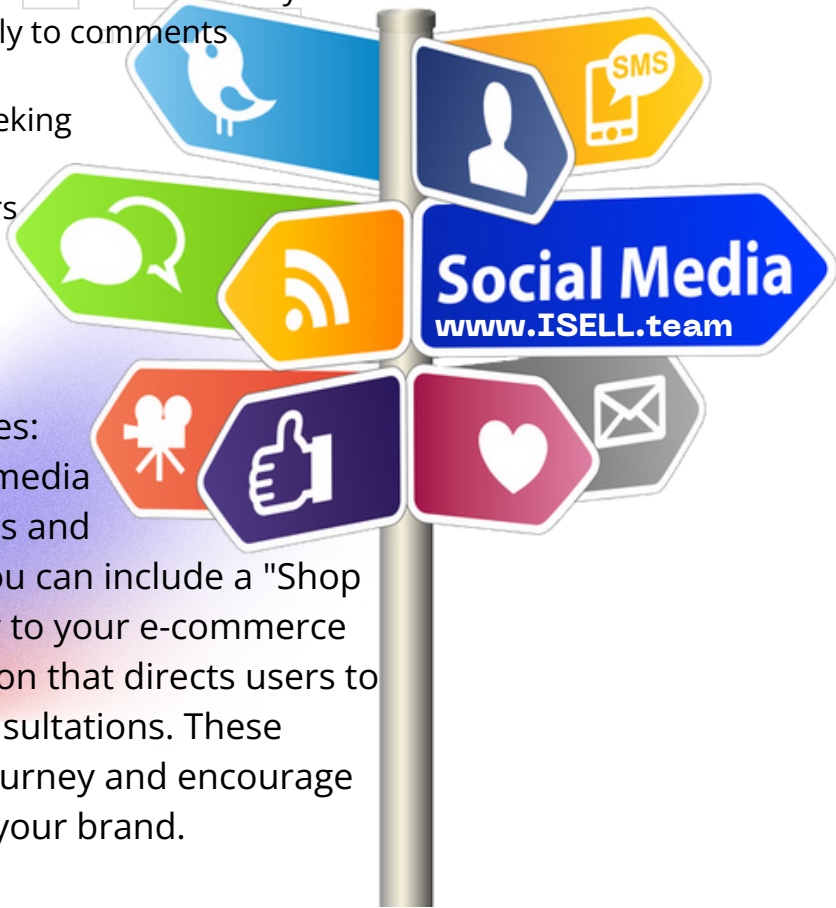 ly to comments
SMS
eking
rs
Social Media
www.ISELL.team
es:
media
s and
ou can include a "Shop
to your e-commerce
on that directs users to
sultations. These
urney and encourage
your brand.